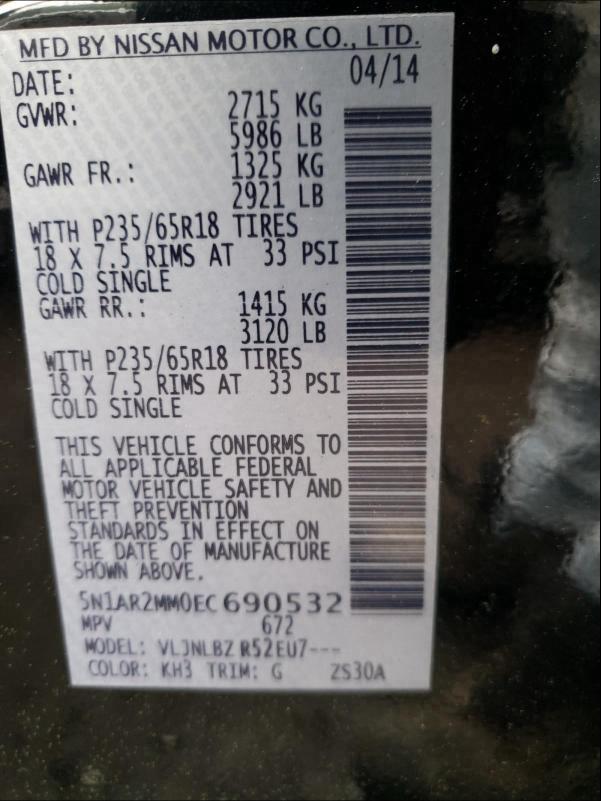 MFD BY NISSAN MOTOR CO., LTD.
DATE: 04/14
GVWR: 2715 KG
5986 LB
GAWR FR.: 1325 KG
2921 LB
WITH P235/65R18 TIRES
18 X 7.5 RIMS AT 33 PSI
COLD SINGLE
GAWR RR.: 1415 KG
3120 LB
WITH P235/65R18 TIRES
18 X 7.5 RIMS AT 33 PSI
COLD SINGLE
THIS VEHICLE CONFORMS TO
ALL APPLICABLE FEDERAL
MOTOR VEHICLE SAFETY AND
THEFT PREVENTION
STANDARDS IN EFFECT ON
THE DATE OF MANUFACTURE
SHOWN ABOVE.
5N1AR2MM0EC690532
MPV 672
MODEL: VLJNLBZ R52EU7---
COLOR: KH3 TRIM: G ZS30A